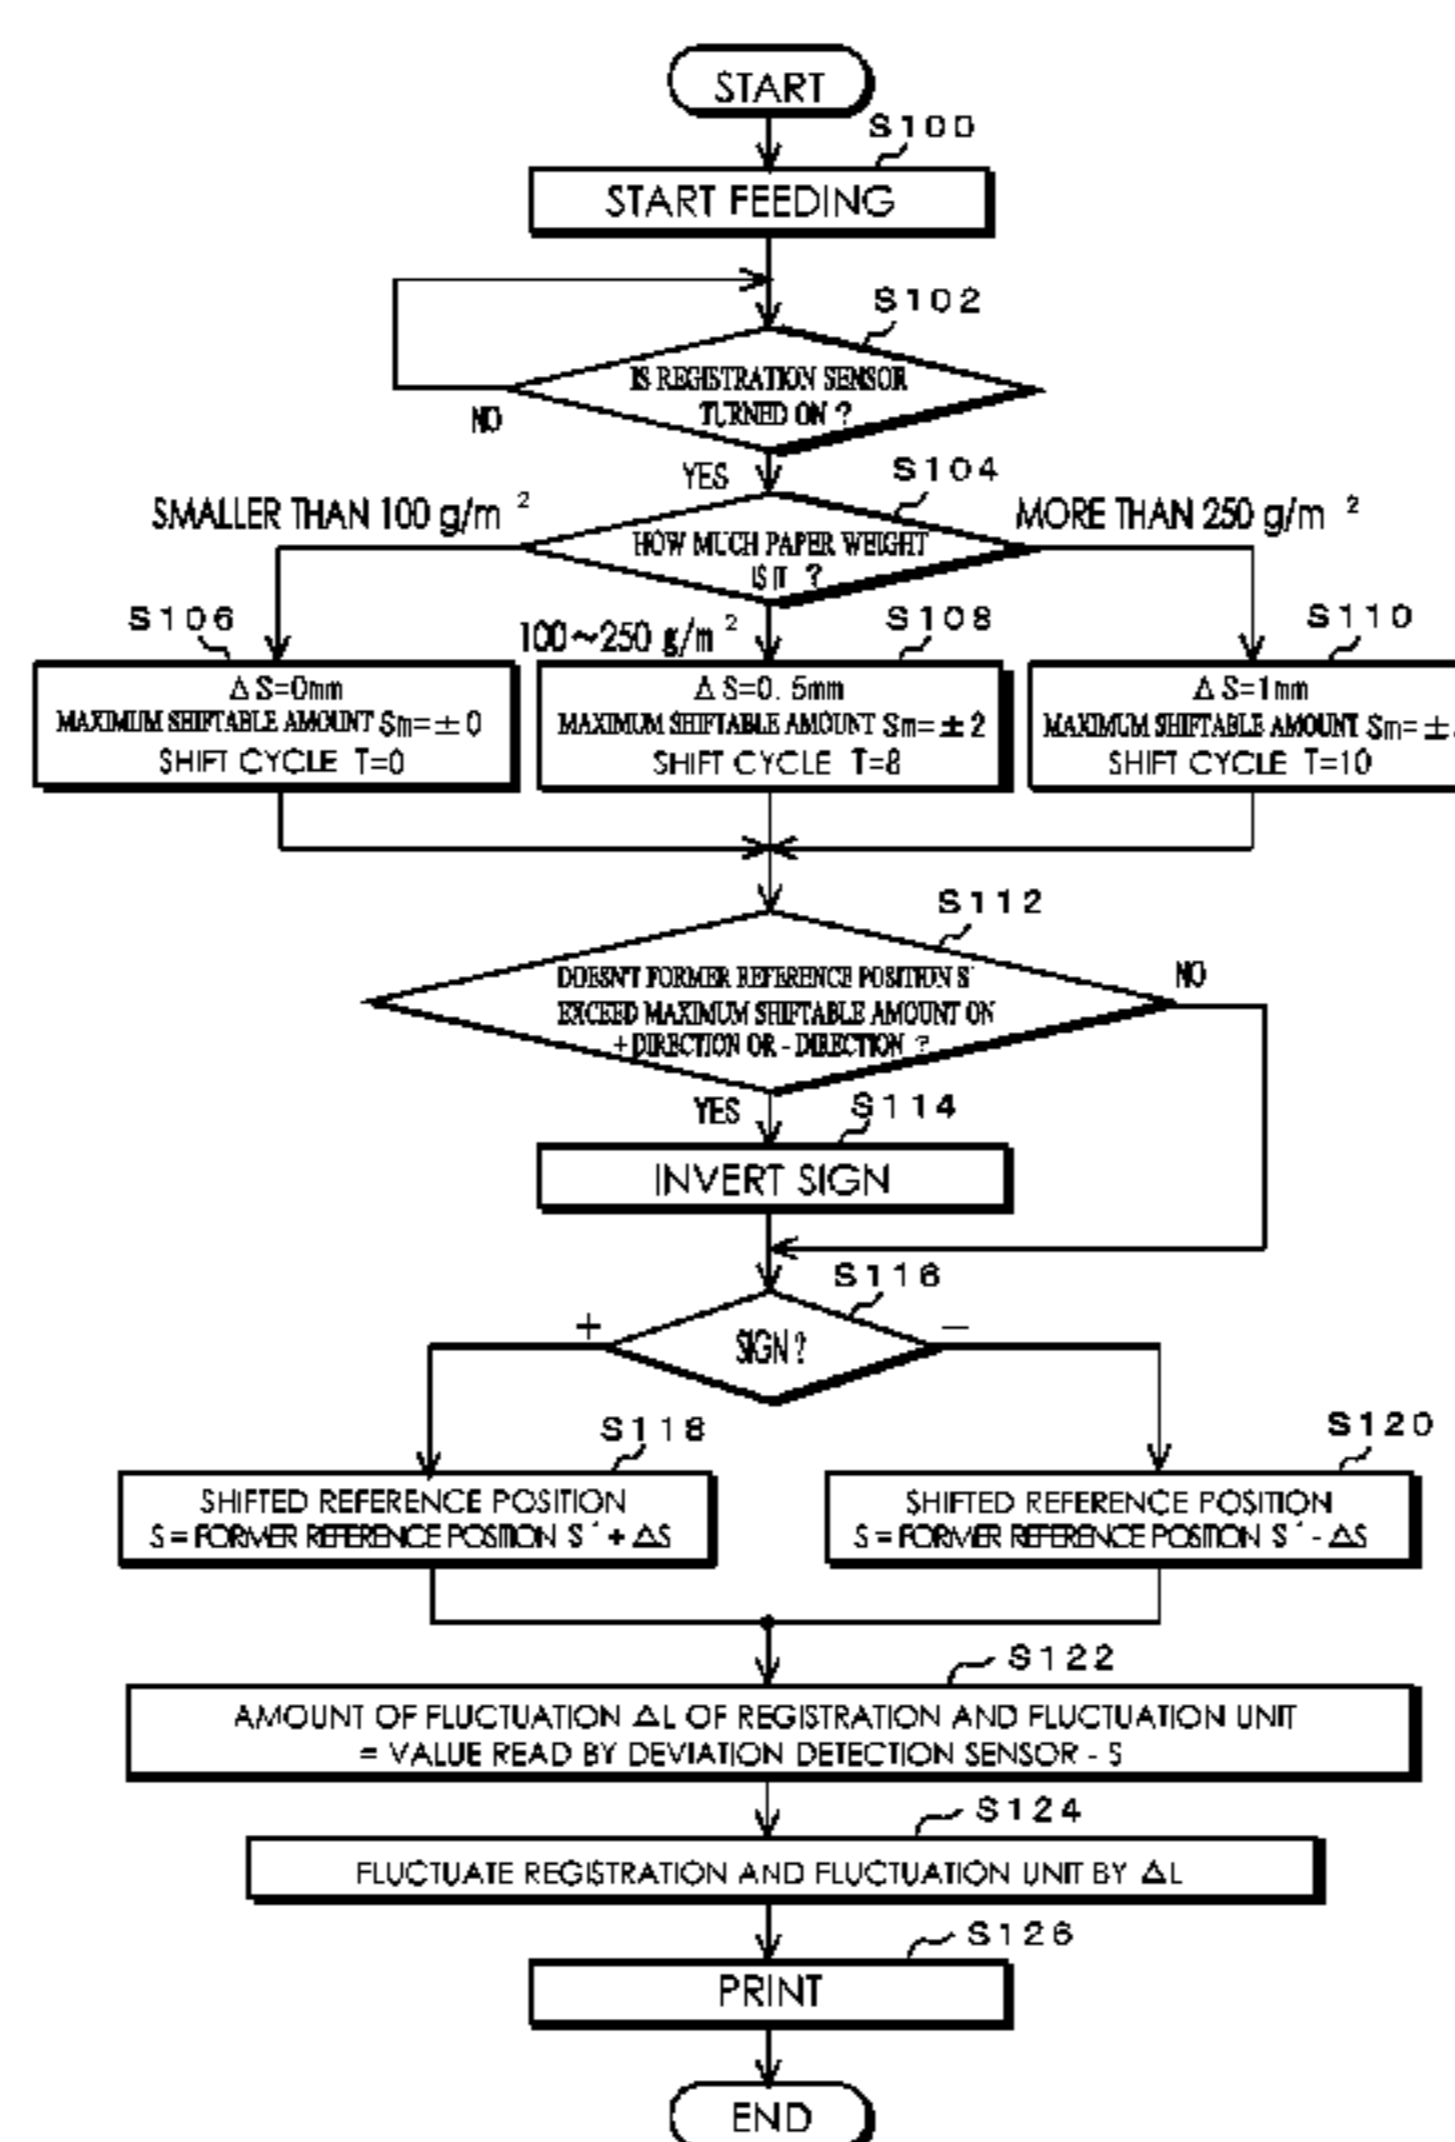 START
S100
START FEEDING
S102
IS REGISTRATION SENSOR
TURNED ON ?
NO
YES
S104
SMALLER THAN 100 g/m ²
MORE THAN 250 g/m ²
HOW MUCH PAPER WEIGHT
IS IT ?
S106
100~250 g/m ²
S108
S110
Δ S=0mm
MAXIMUM SHIFTABLE AMOUNT Sm=±0
SHIFT CYCLE T=0
Δ S=0. 5mm
MAXIMUM SHIFTABLE AMOUNT Sm=±2
SHIFT CYCLE T=8
Δ S=1mm
MAXIMUM SHIFTABLE AMOUNT Sm=±
SHIFT CYCLE T=10
S112
DOESN'T FORMER REFERENCE POSITION S'
EXCEED MAXIMUM SHIFTABLE AMOUNT ON
+ DIRECTION OR - DIRECTION ?
NO
YES
S114
INVERT SIGN
S116
+
−
SIGN ?
S118
S120
SHIFTED REFERENCE POSITION
S = FORMER REFERENCE POSITION S ' + ΔS
SHIFTED REFERENCE POSITION
S = FORMER REFERENCE POSITION S ' - ΔS
S122
AMOUNT OF FLUCTUATION ΔL OF REGISTRATION AND FLUCTUATION UNIT
= VALUE READ BY DEVIATION DETECTION SENSOR - S
S124
FLUCTUATE REGISTRATION AND FLUCTUATION UNIT BY ΔL
S126
PRINT
END